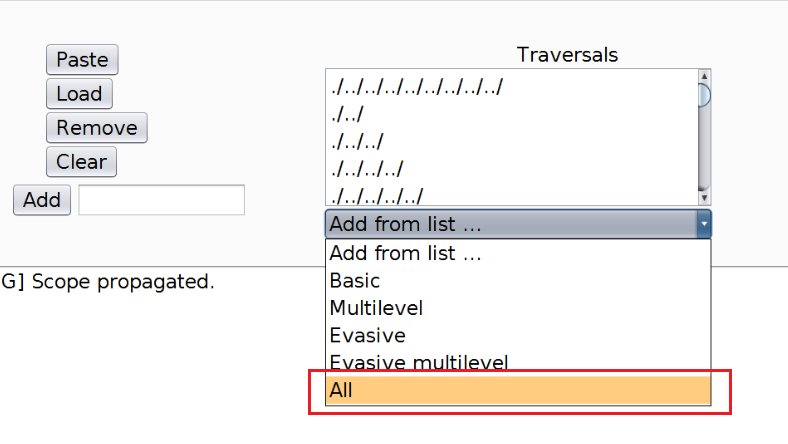 Paste
Load
Remove
Clear
Add
Traversals
./../../../../../../../../
./../
./../../
./../../../
./../../../../
Add from list ...
Add from list ...
Basic
Multilevel
Evasive
Evasive multilevel
All
G] Scope propagated.